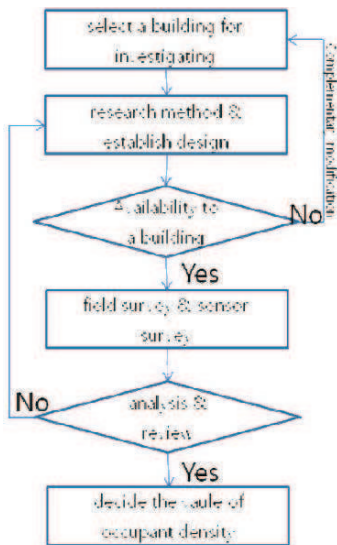 select a building for
investigating
research method &
establish design
Availability to
a building
No
Complementary modification
Yes
field survey & senser
survey
No
analysis &
review
Yes
decide the vaule of
occupant density